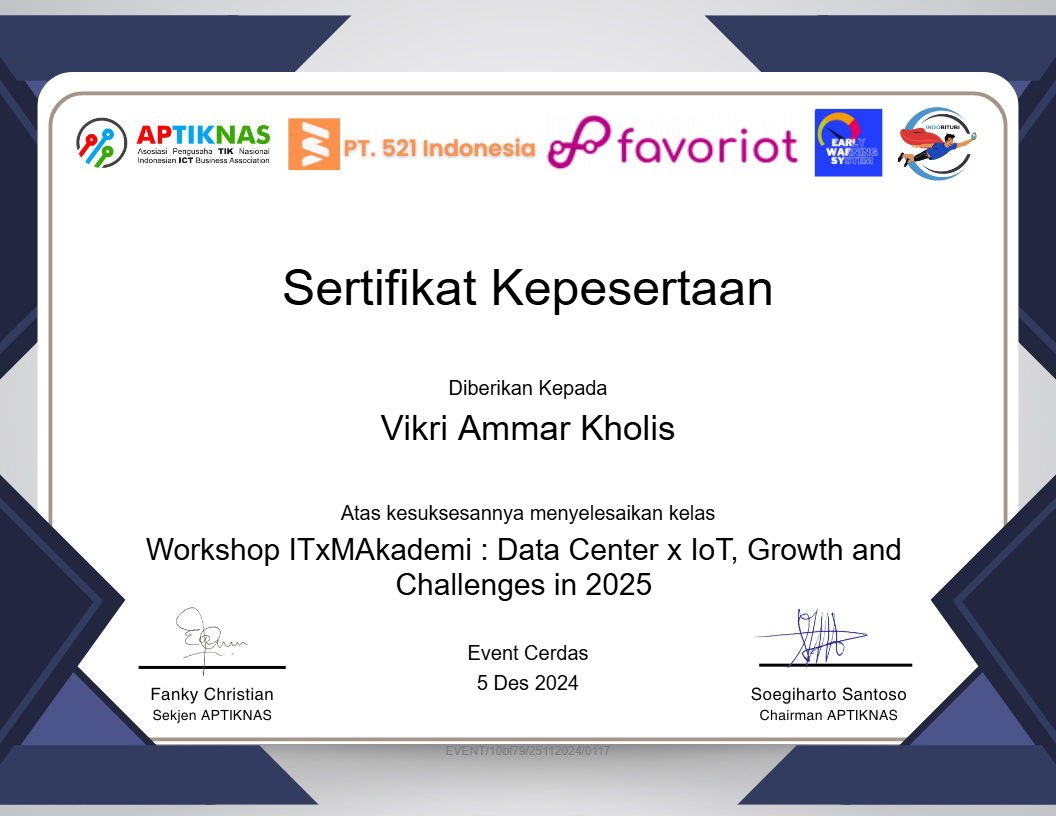 APTIKNAS
Asosiasi Pengusaha TIK Nasional
Indonesian ICT Business Association
PT. 521 Indonesia
favoriot
EARLY
WARNING
SYSTEM
INDOBITUBI
Sertifikat Kepesertaan
Diberikan Kepada
Vikri Ammar Kholis
Atas kesuksesannya menyelesaikan kelas
Workshop ITxMAkademi : Data Center x IoT, Growth and
Challenges in 2025
Event Cerdas
5 Des 2024
Fanky Christian
Sekjen APTIKNAS
Soegiharto Santoso
Chairman APTIKNAS
EVENT/10bf79/25112024/0117